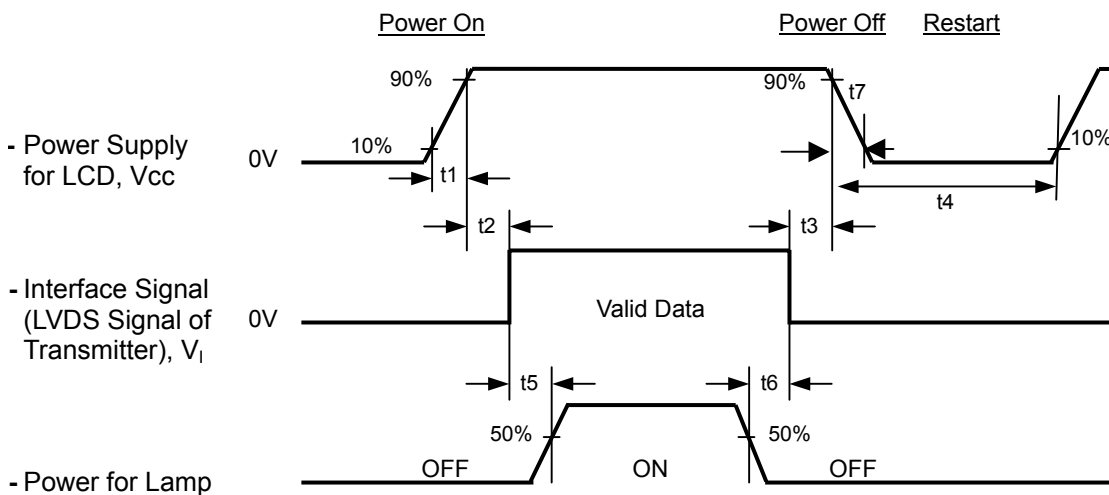 Power On
Power Off
Restart
90%
90%
t7
- Power Supply
for LCD, Vcc
0V
10%
10%
t1
t4
t2
t3
- Interface Signal
(LVDS Signal of
Transmitter), VI
0V
Valid Data
t5
t6
50%
50%
- Power for Lamp
OFF
ON
OFF